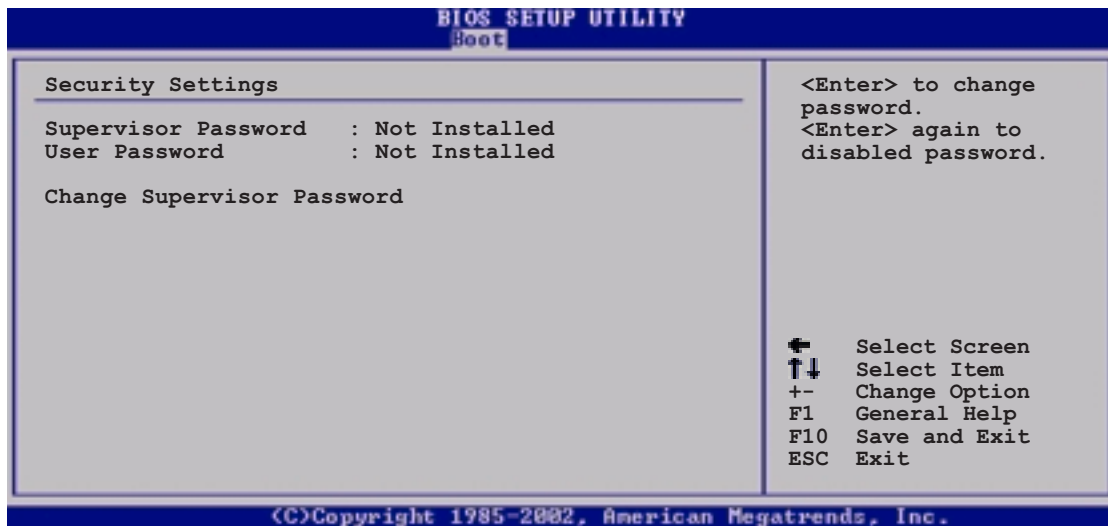 BIOS SETUP UTILITY
Boot
Security Settings
Supervisor Password : Not Installed
User Password : Not Installed
Change Supervisor Password
<Enter> to change
password.
<Enter> again to
disabled password.
← Select Screen
↑↓ Select Item
+- Change Option
F1 General Help
F10 Save and Exit
ESC Exit
(C)Copyright 1985-2002, American Megatrends, Inc.